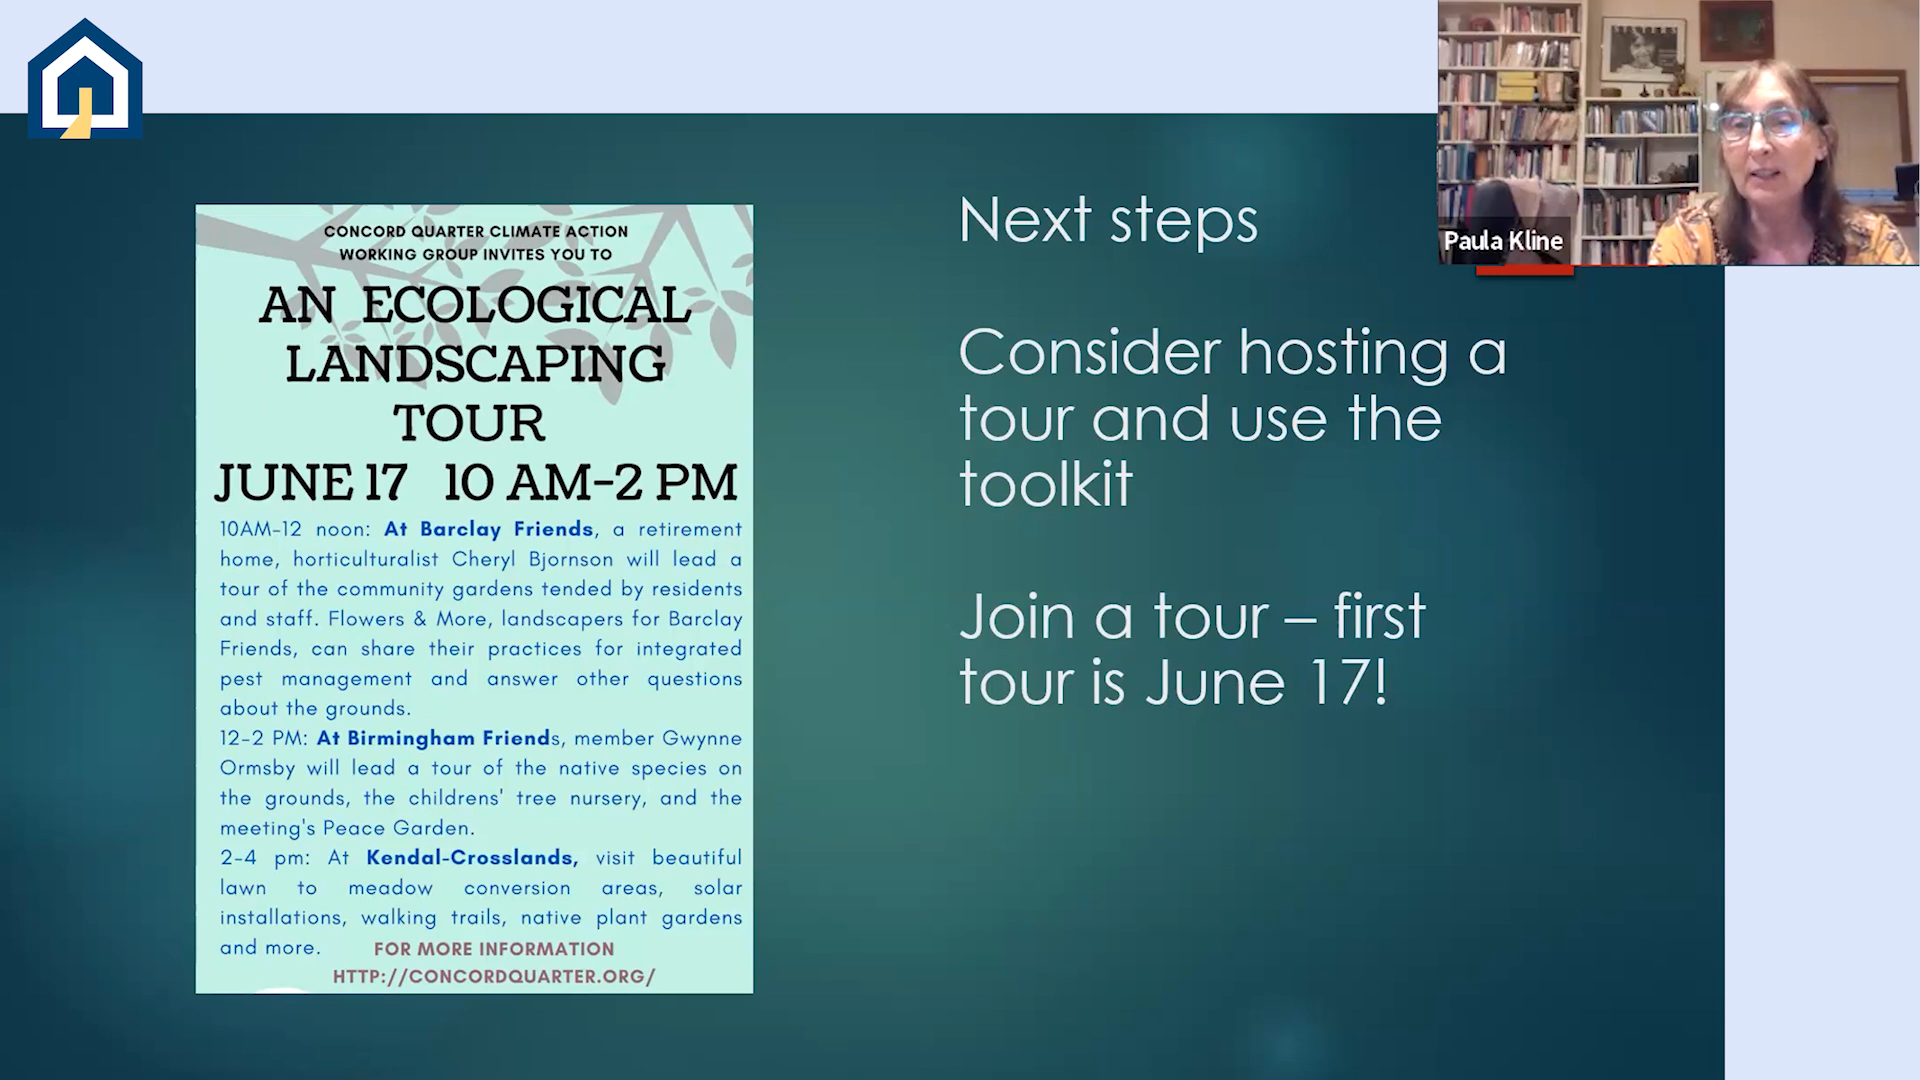 CONCORD QUARTER CLIMATE ACTION
WORKING GROUP INVITES YOU TO
AN ECOLOGICAL
LANDSCAPING
TOUR
JUNE 17 10 AM-2 PM
10AM-12 noon: At Barclay Friends, a retirement
home, horticulturalist Cheryl Bjornson will lead a
tour of the community gardens tended by residents
and staff. Flowers & More, landscapers for Barclay
Friends, can share their practices for integrated
pest management and answer other questions
about the grounds.
12-2 PM: At Birmingham Friends, member Gwynne
Ormsby will lead a tour of the native species on
the grounds, the childrens' tree nursery, and the
meeting's Peace Garden.
2-4 pm: At Kendal-Crosslands, visit beautiful
lawn to meadow conversion areas, solar
installations, walking trails, native plant gardens
and more.
FOR MORE INFORMATION
HTTP://CONCORDQUARTER.ORG/
Next steps
Consider hosting a
tour and use the
toolkit
Join a tour – first
tour is June 17!
Paula Kline